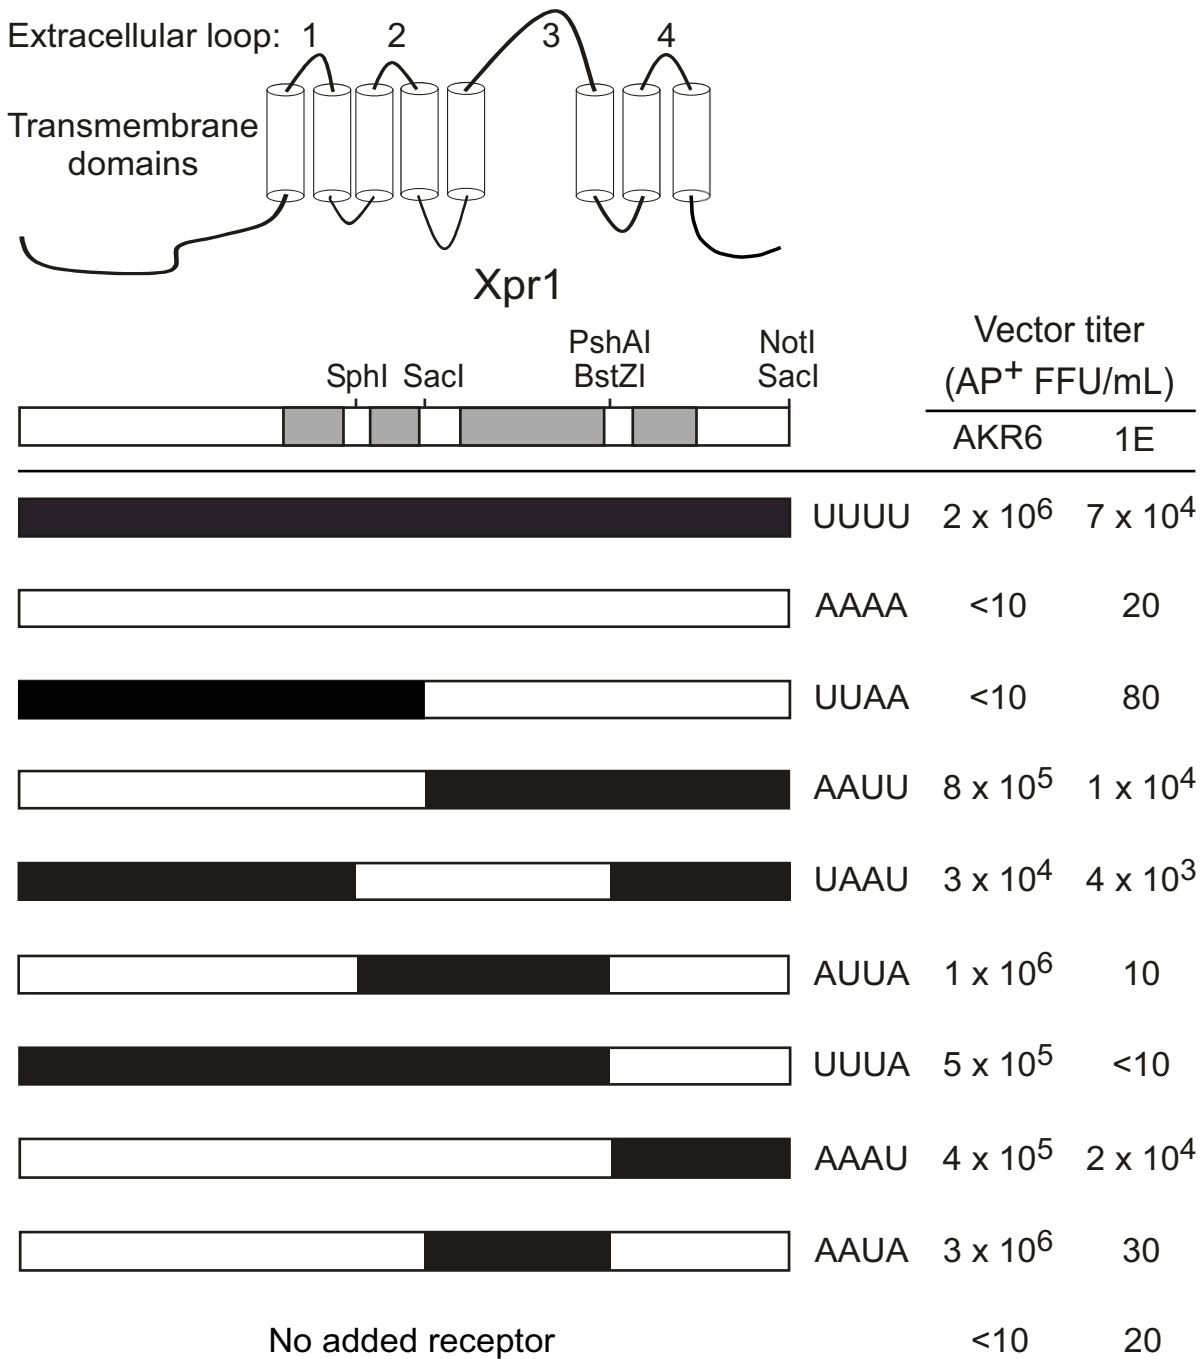 Extracellular loop: 1 2 3 4
Transmembrane
domains
Xpr1
PshAI NotI
SphI SacI BstZI SacI
Vector titer
(AP⁺ FFU/mL)
AKR6 1E
UUUU 2 x 10⁶ 7 x 10⁴
AAAA <10 20
UUAA <10 80
AAUU 8 x 10⁵ 1 x 10⁴
UAAU 3 x 10⁴ 4 x 10³
AUUA 1 x 10⁶ 10
UUUA 5 x 10⁵ <10
AAAU 4 x 10⁵ 2 x 10⁴
AAUA 3 x 10⁶ 30
No added receptor <10 20